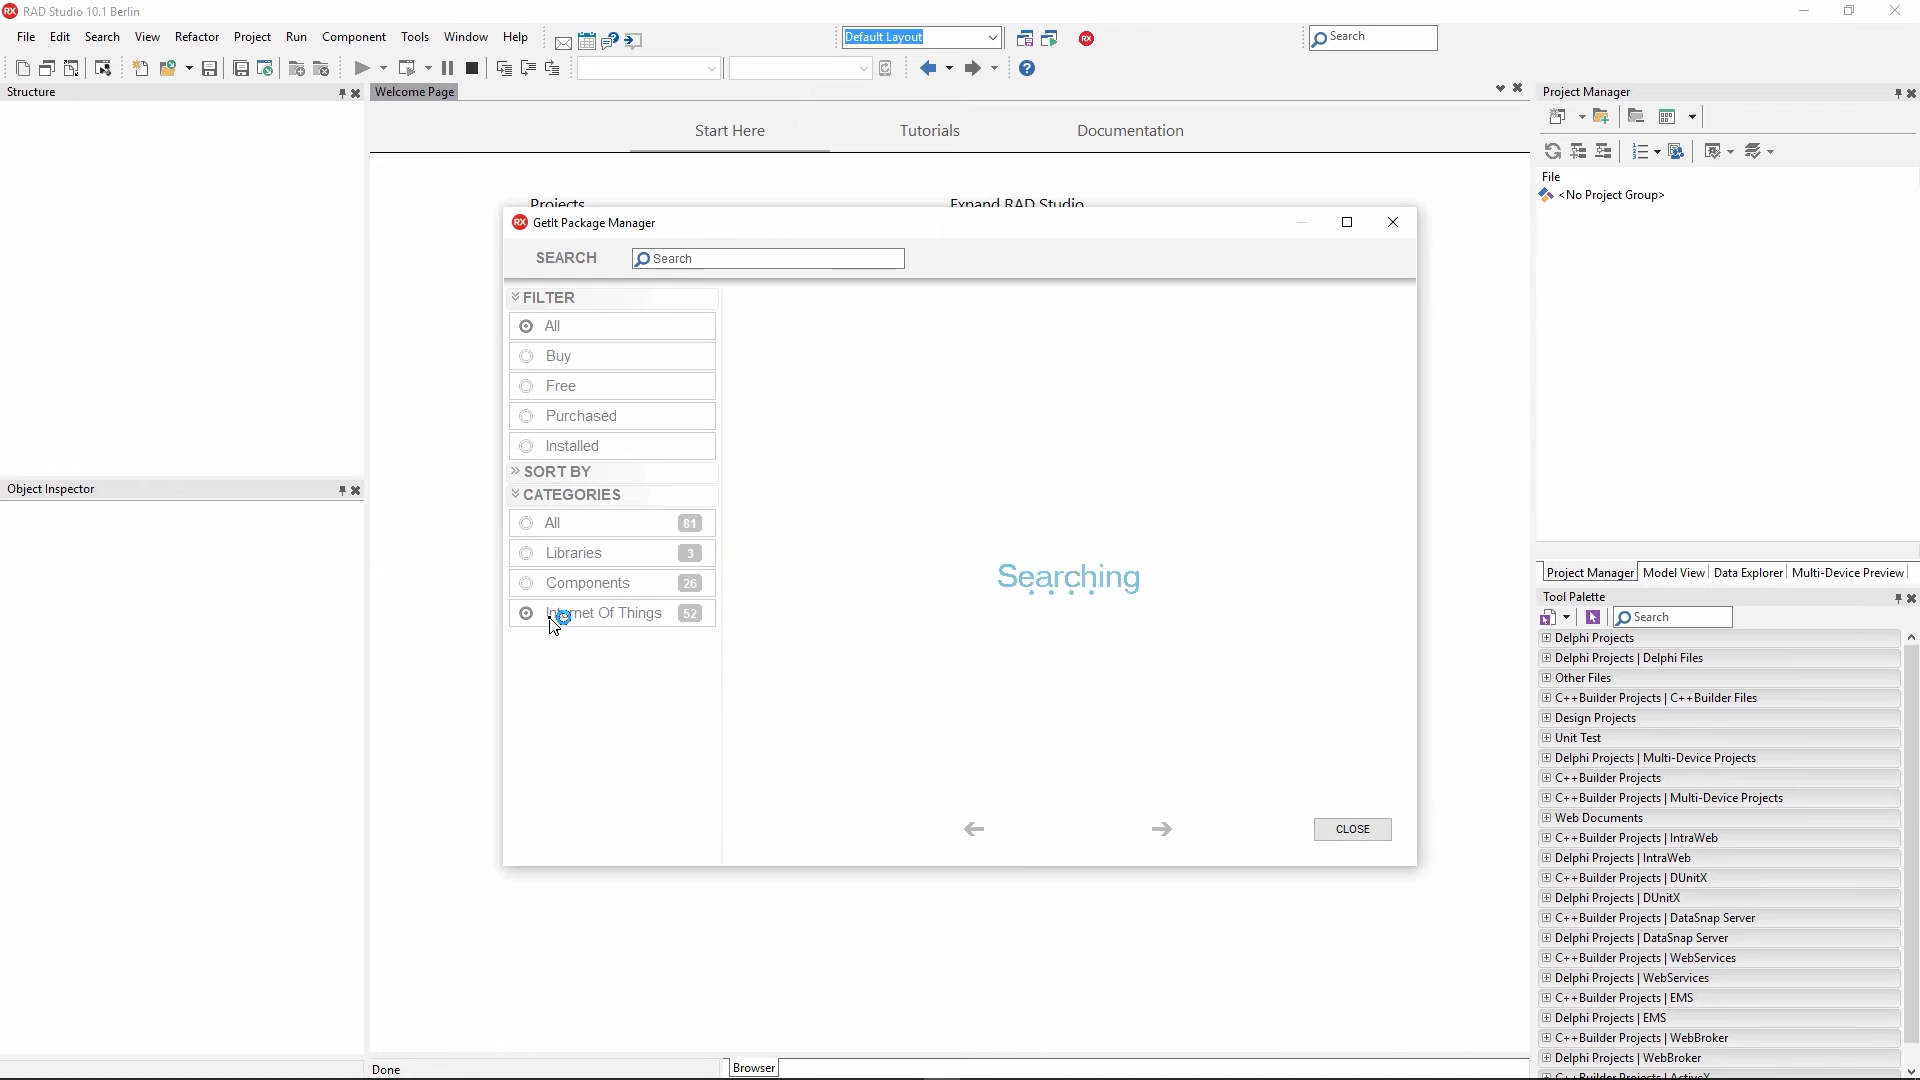 RAD Studio 10.1 Berlin
File Edit Search View Refactor Project Run Component Tools Window Help
Default Layout
Search
Structure
Welcome Page
Project Manager
Start Here Tutorials Documentation
File
<No Project Group>
Projects
Expand RAD Studio
GetIt Package Manager
SEARCH
Search
FILTER
All
Buy
Free
Purchased
Installed
SORT BY
CATEGORIES
All 81
Libraries 3
Components 26
Internet Of Things 52
Searching
CLOSE
Object Inspector
Project Manager Model View Data Explorer Multi-Device Preview
Tool Palette
Search
Delphi Projects
Delphi Projects | Delphi Files
Other Files
C++Builder Projects | C++Builder Files
Design Projects
Unit Test
Delphi Projects | Multi-Device Projects
C++Builder Projects
C++Builder Projects | Multi-Device Projects
Web Documents
C++Builder Projects | IntraWeb
Delphi Projects | IntraWeb
C++Builder Projects | DUnitX
Delphi Projects | DUnitX
C++Builder Projects | DataSnap Server
Delphi Projects | DataSnap Server
C++Builder Projects | WebServices
Delphi Projects | WebServices
C++Builder Projects | EMS
Delphi Projects | EMS
C++Builder Projects | WebBroker
Delphi Projects | WebBroker
C++Builder Projects | ActiveX
Done
Browser